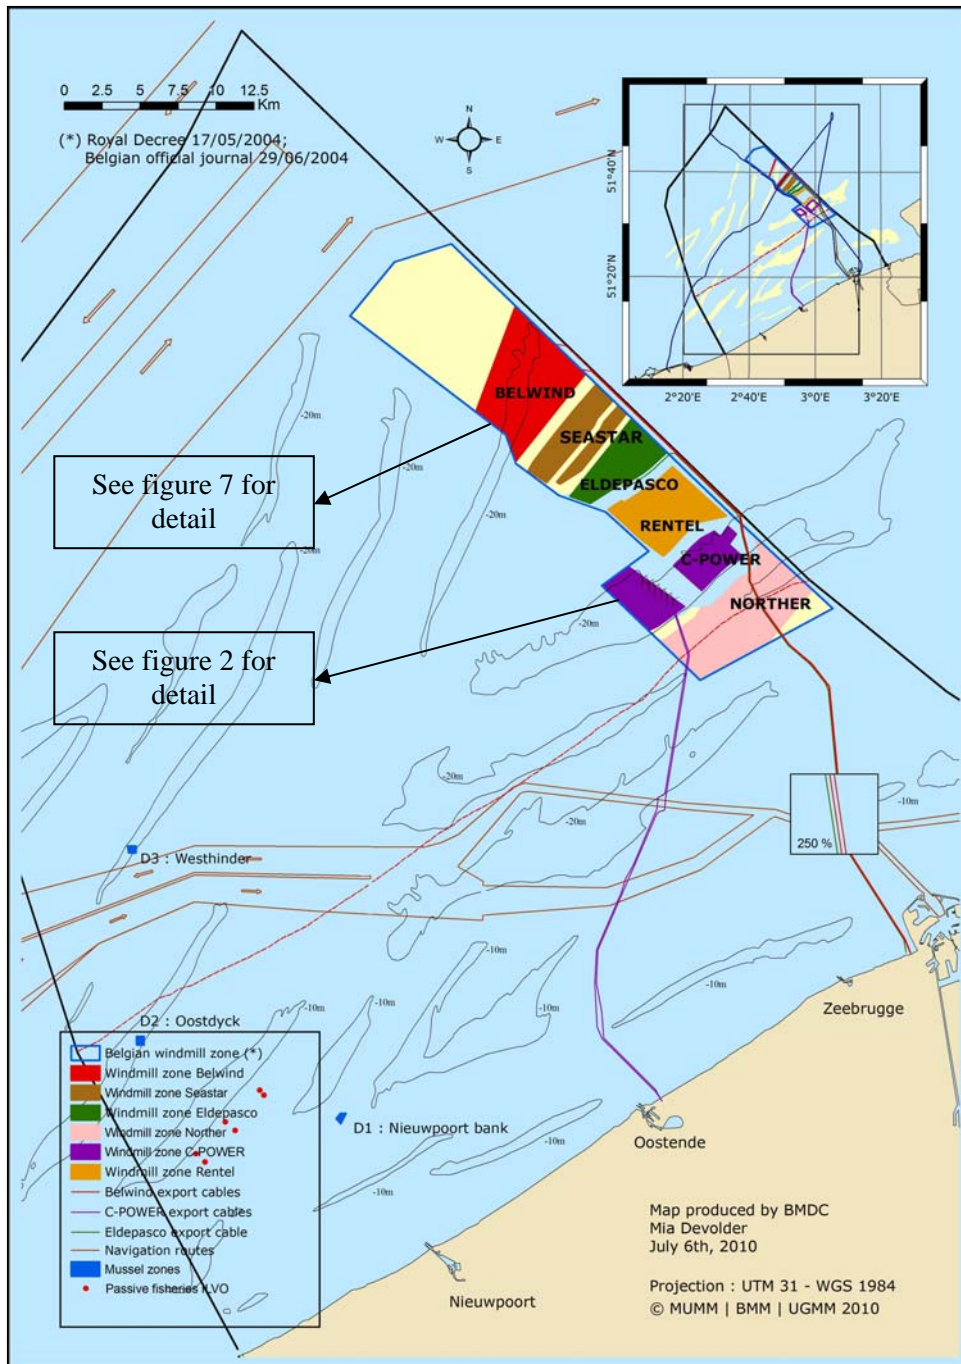 0 2.5 5 7.5 10 12.5
Km
(*) Royal Decree 17/05/2004;
Belgian official journal 29/06/2004
N
W E
S
51°40'N
51°20'N
2°20'E 2°40'E 3°0'E 3°20'E
-20m
BELWIND
SEASTAR
-20m
See figure 7 for
detail
ELDEPASCO
-20m
RENTEL
-20m
C-POWER
NORTHER
-20m
See figure 2 for
detail
-20m
-10m
-20m
250 %
D3 : Westhinder
-10m
-10m
-10m
-10m
-10m
Zeebrugge
D2 : Oostdyck
Belgian windmill zone (*)
Windmill zone Belwind
Windmill zone Seastar
Windmill zone Eldepasco
Windmill zone Norther
Windmill zone C-POWER
Windmill zone Rentel
Belwind export cables
C-POWER export cables
Eldepasco export cable
Navigation routes
Mussel zones
Passive fisheries ILVO
D1 : Nieuwpoort bank
Oostende
-10m
-10m
Nieuwpoort
Map produced by BMDC
Mia Devolder
July 6th, 2010
Projection : UTM 31 - WGS 1984
© MUMM | BMM | UGMM 2010